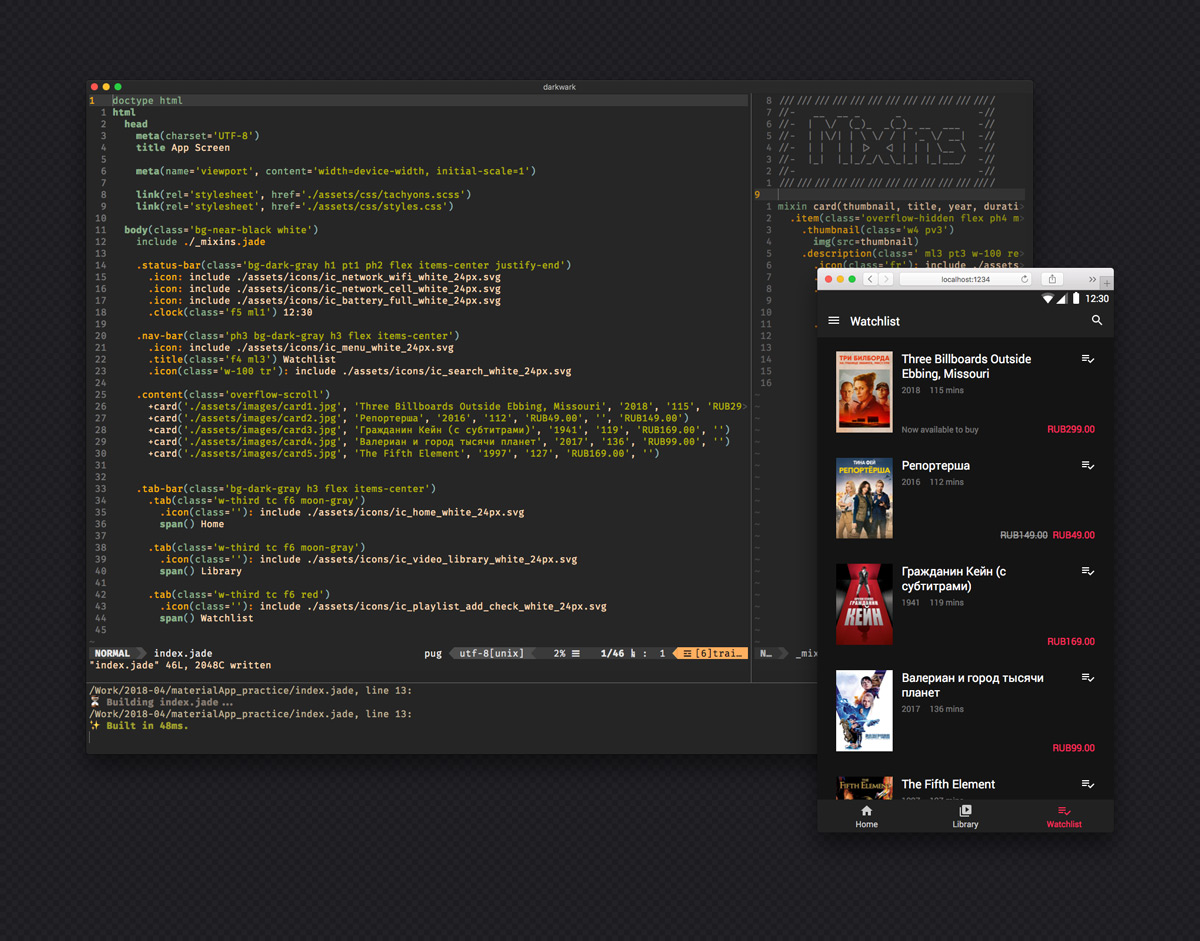 darkwark
1 doctype html
1 html
2 head
3 meta(charset='UTF-8')
4 title App Screen
5
6 meta(name='viewport', content='width=device-width, initial-scale=1')
7
8 link(rel='stylesheet', href='./assets/css/tachyons.scss')
9 link(rel='stylesheet', href='./assets/css/styles.css')
10
11 body(class='bg-near-black white')
12 include ./_mixins.jade
13
14 .status-bar(class='bg-dark-gray h1 pt1 ph2 flex items-center justify-end')
15 .icon: include ./assets/icons/ic_network_wifi_white_24px.svg
16 .icon: include ./assets/icons/ic_network_cell_white_24px.svg
17 .icon: include ./assets/icons/ic_battery_full_white_24px.svg
18 .clock(class='f5 ml1') 12:30
19
20 .nav-bar(class='ph3 bg-dark-gray h3 flex items-center')
21 .icon: include ./assets/icons/ic_menu_white_24px.svg
22 .title(class='f4 ml3') Watchlist
23 .icon(class='w-100 tr'): include ./assets/icons/ic_search_white_24px.svg
24
25 .content(class='overflow-scroll')
26 +card('./assets/images/card1.jpg', 'Three Billboards Outside Ebbing, Missouri', '2018', '115', 'RUB29>
27 +card('./assets/images/card2.jpg', 'Репортерша', '2016', '112', 'RUB49.00', '', 'RUB149.00')
28 +card('./assets/images/card3.jpg', 'Гражданин Кейн (с субтитрами)', '1941', '119', 'RUB169.00', '')
29 +card('./assets/images/card4.jpg', 'Валериан и город тысячи планет', '2017', '136', 'RUB99.00', '')
30 +card('./assets/images/card5.jpg', 'The Fifth Element', '1997', '127', 'RUB169.00', '')
31
32
33 .tab-bar(class='bg-dark-gray h3 flex items-center')
34 .tab(class='w-third tc f6 moon-gray')
35 .icon(class=''): include ./assets/icons/ic_home_white_24px.svg
36 span() Home
37
38 .tab(class='w-third tc f6 moon-gray')
39 .icon(class=''): include ./assets/icons/ic_video_library_white_24px.svg
40 span() Library
41
42 .tab(class='w-third tc f6 red')
43 .icon(class=''): include ./assets/icons/ic_playlist_add_check_white_24px.svg
44 span() Watchlist
45
NORMAL index.jade pug utf-8[unix] 2% 1/46 : 1 [6]trai…
"index.jade" 46L, 2048C written
/Work/2018-04/materialApp_practice/index.jade, line 13:
Building index.jade...
/Work/2018-04/materialApp_practice/index.jade, line 13:
Built in 48ms.
8 /// /// /// /// /// /// /// /// /// /// /// /// /
7 //- -//
6 //- -//
5 //- Mixins -//
4 //- -//
3 //- -//
2 //- -//
1 /// /// /// /// /// /// /// /// /// /// /// /// /
9
1 mixin card(thumbnail, title, year, durati>
2 .item(class='overflow-hidden flex ph4 m>
3 .thumbnail(class='w4 pv3')
4 img(src=thumbnail)
5 .description(class=' ml3 pt3 w-100 re>
6 .icon(class='fr'): include ./assets
7
8
9
10
11
12
13
14
15
16
N… _mix
localhost:1234
12:30
Watchlist
ТРИ БИЛБОРДА
Three Billboards Outside
Ebbing, Missouri
2018 115 mins
Now available to buy
RUB299.00
ТИНА ФЕЙ
РЕПОРТЁРША
Репортерша
2016 112 mins
RUB149.00 RUB49.00
ГРАЖДАНИН
КЕЙН
Гражданин Кейн (с
субтитрами)
1941 119 mins
RUB169.00
ВАЛЕРИАН
Валериан и город тысячи
планет
2017 136 mins
RUB99.00
THE
FIFTH ELEMENT
The Fifth Element
Home
Library
Watchlist